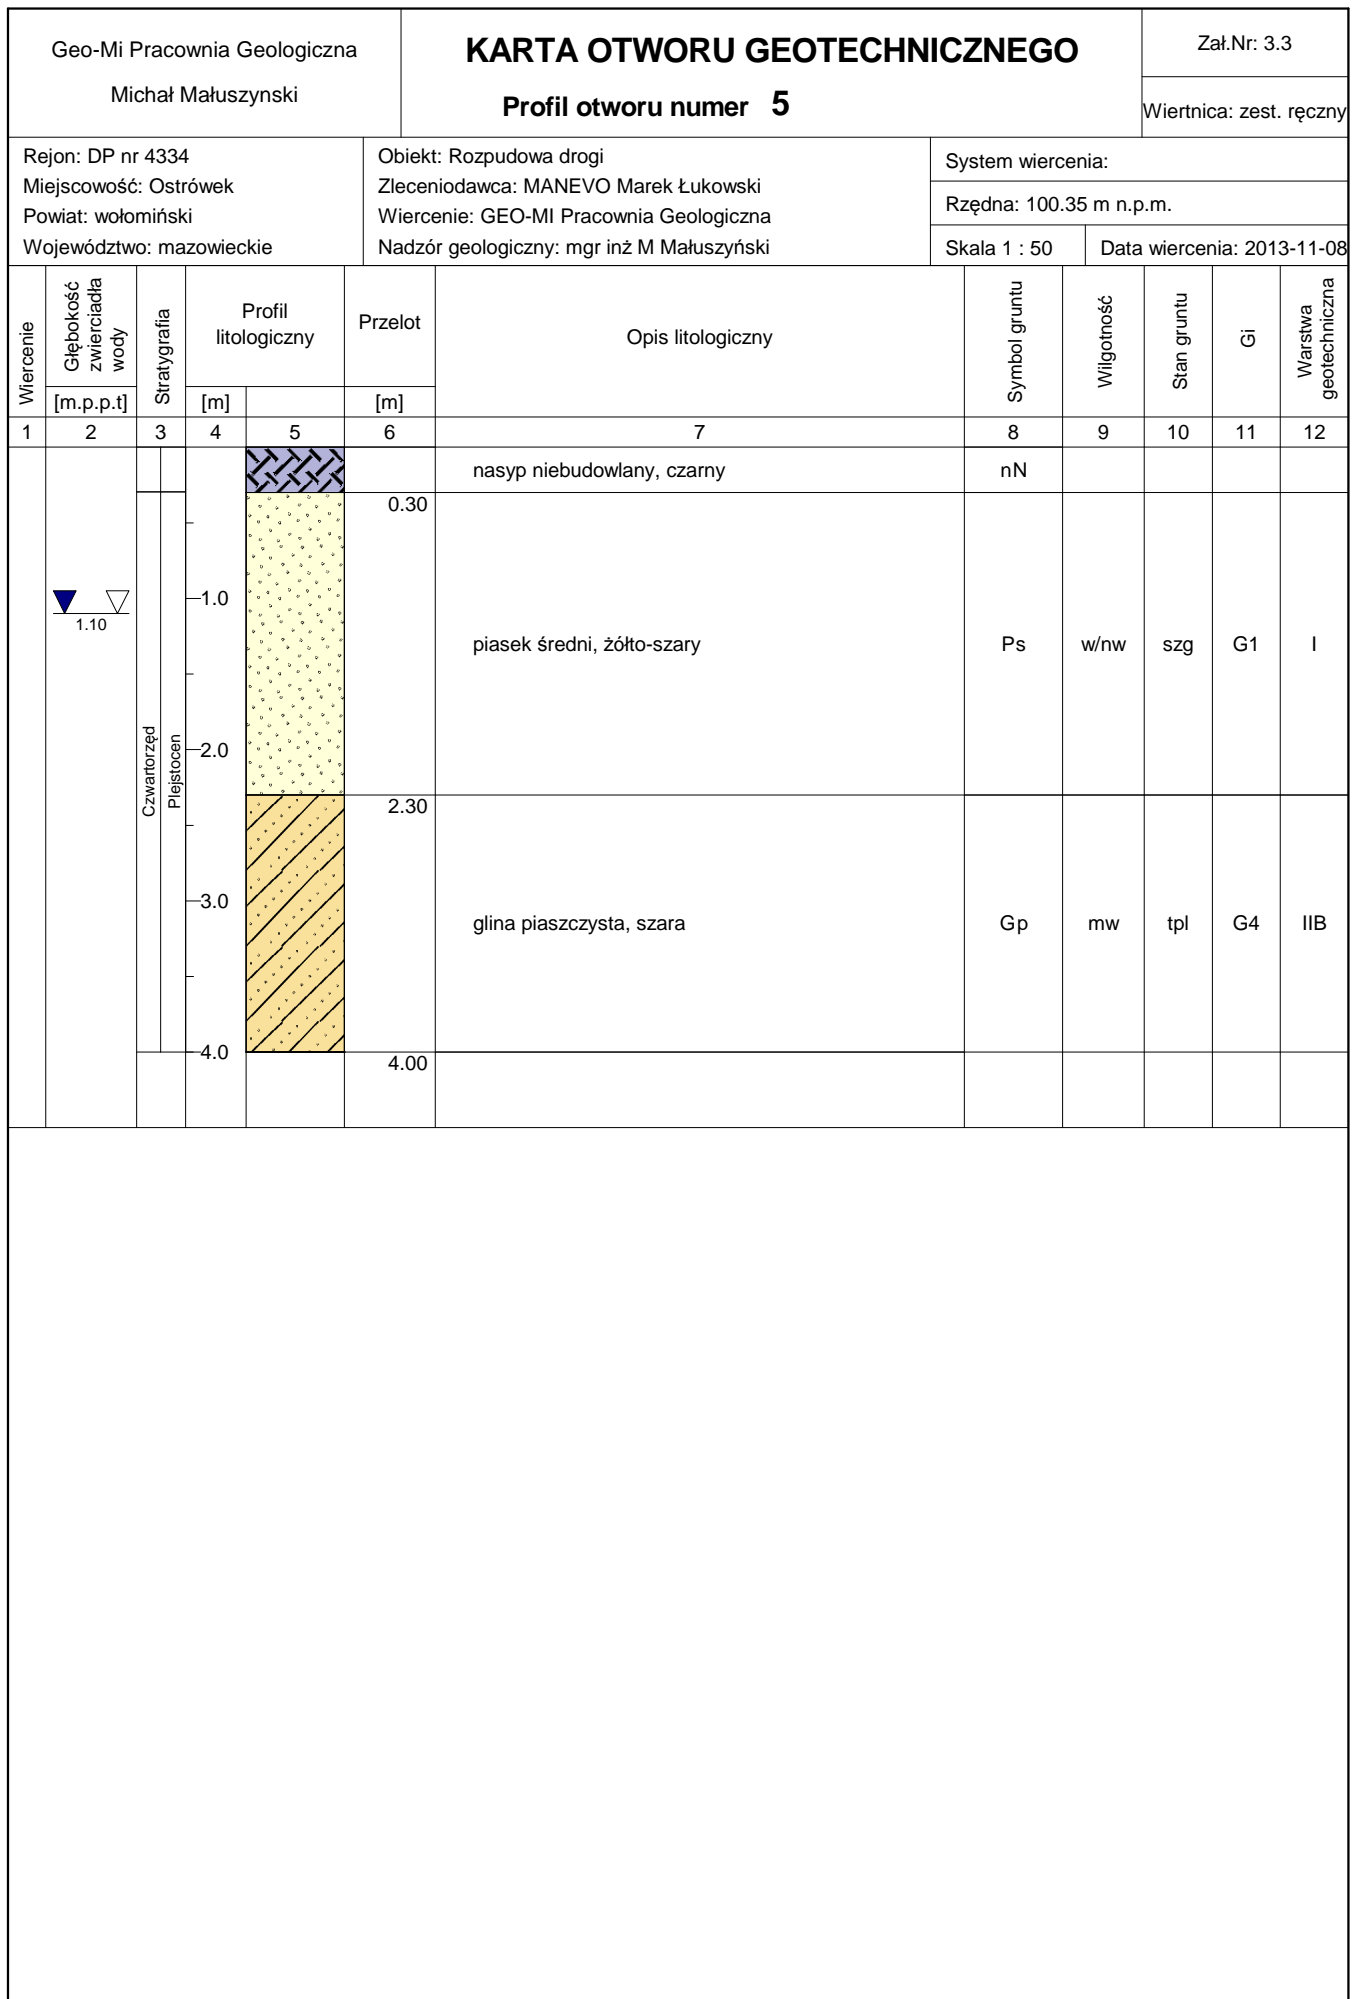 Geo-Mi Pracownia Geologiczna
Michał Małuszynski
KARTA OTWORU GEOTECHNICZNEGO
Profil otworu numer 5
Zał.Nr: 3.3
Wiertnica: zest. ręczny
Rejon: DP nr 4334
Miejscowość: Ostrówek
Powiat: wołomiński
Województwo: mazowieckie
Obiekt: Rozpudowa drogi
Zleceniodawca: MANEVO Marek Łukowski
Wiercenie: GEO-MI Pracownia Geologiczna
Nadzór geologiczny: mgr inż M Małuszyński
System wiercenia:
Rzędna: 100.35 m n.p.m.
Skala 1 : 50
Data wiercenia: 2013-11-08
Wiercenie
Głębokość
zwierciadła
wody
[m.p.p.t]
Stratygrafia
Profil
litologiczny
[m]
Przelot
[m]
Opis litologiczny
Symbol gruntu
Wilgotność
Stan gruntu
Gi
Warstwa
geotechniczna
1 2 3 4 5 6 7 8 9 10 11 12
nasyp niebudowlany, czarny nN
0.30
1.0
1.10
piasek średni, żółto-szary Ps w/nw szg G1 I
Czwartorzęd
Plejstocen
2.0
2.30
3.0
glina piaszczysta, szara Gp mw tpl G4 IIB
4.0
4.00